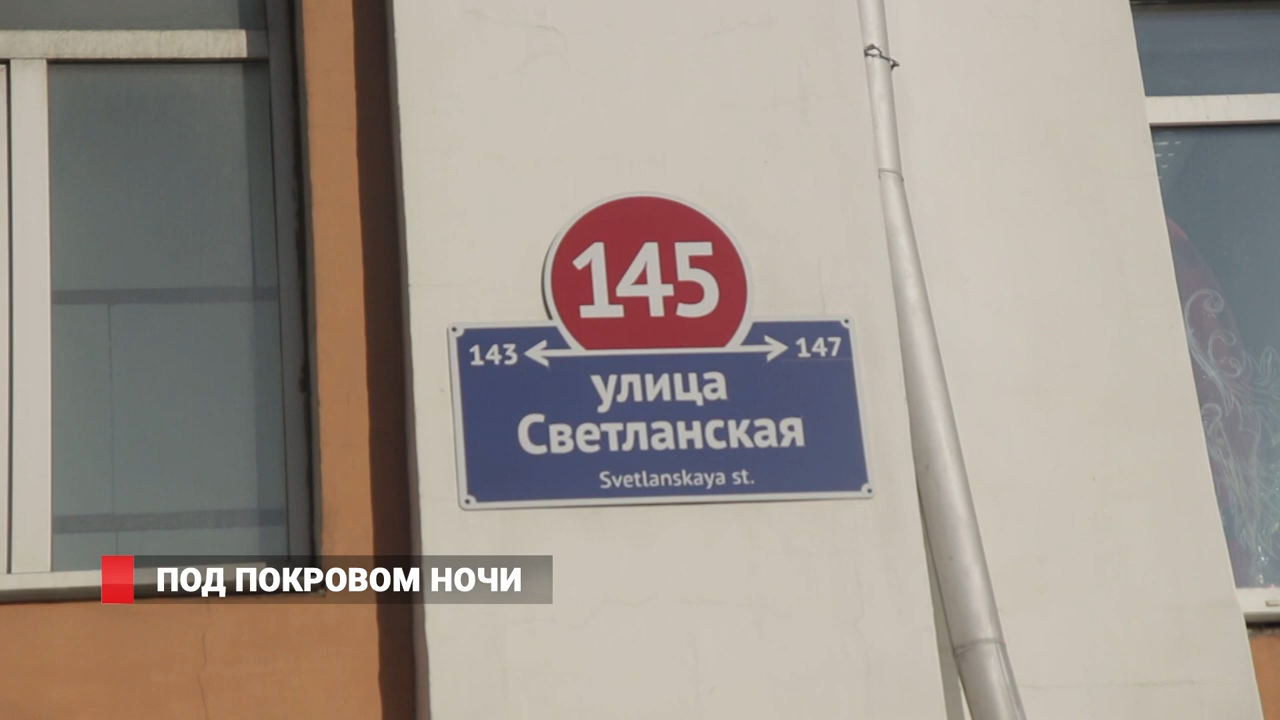 145
143 147
улица
Светланская
Svetlanskaya st.
ПОД ПОКРОВОМ НОЧИ